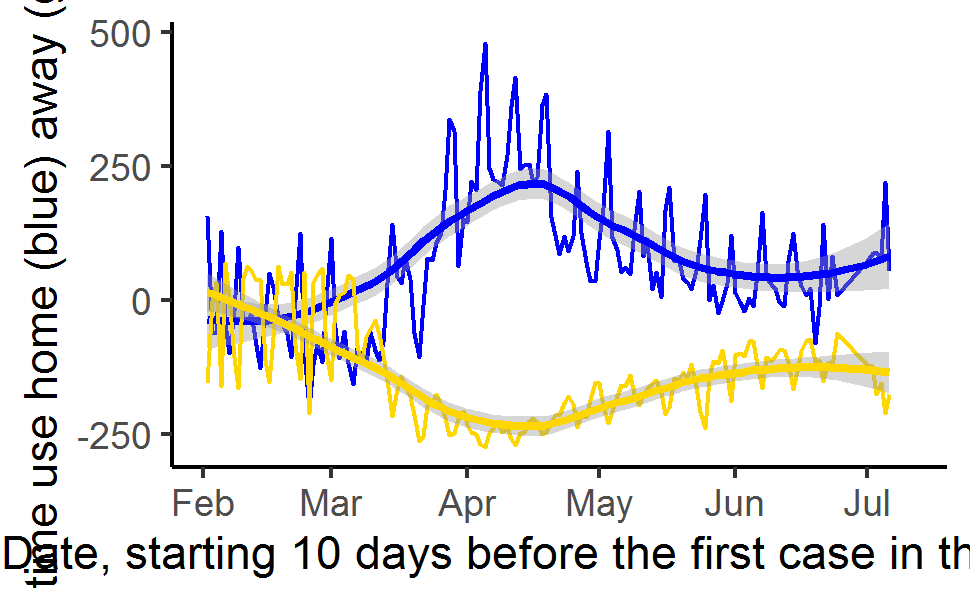 time use home (blue) away (
500
250
0
-250
Feb Mar Apr May Jun Jul
Date, starting 10 days before the first case in th